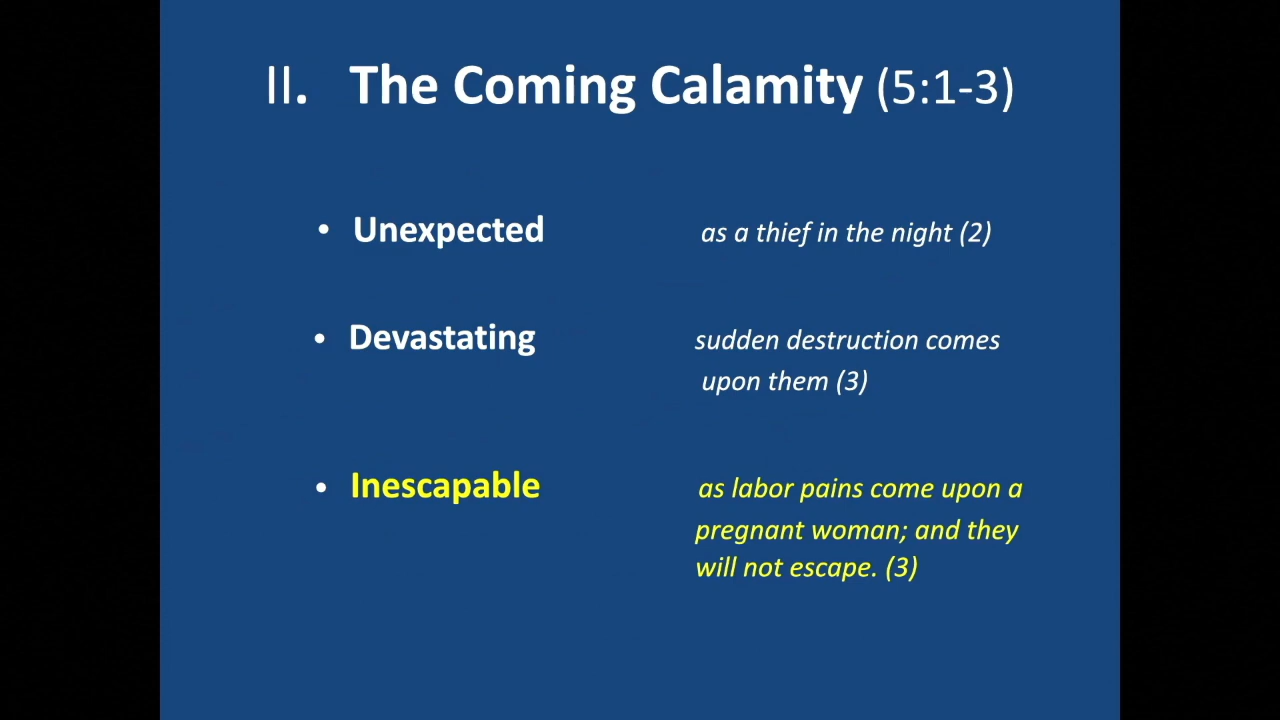 II. The Coming Calamity (5:1-3)
• Unexpected as a thief in the night (2)
• Devastating sudden destruction comes
upon them (3)
• Inescapable as labor pains come upon a
pregnant woman; and they
will not escape. (3)